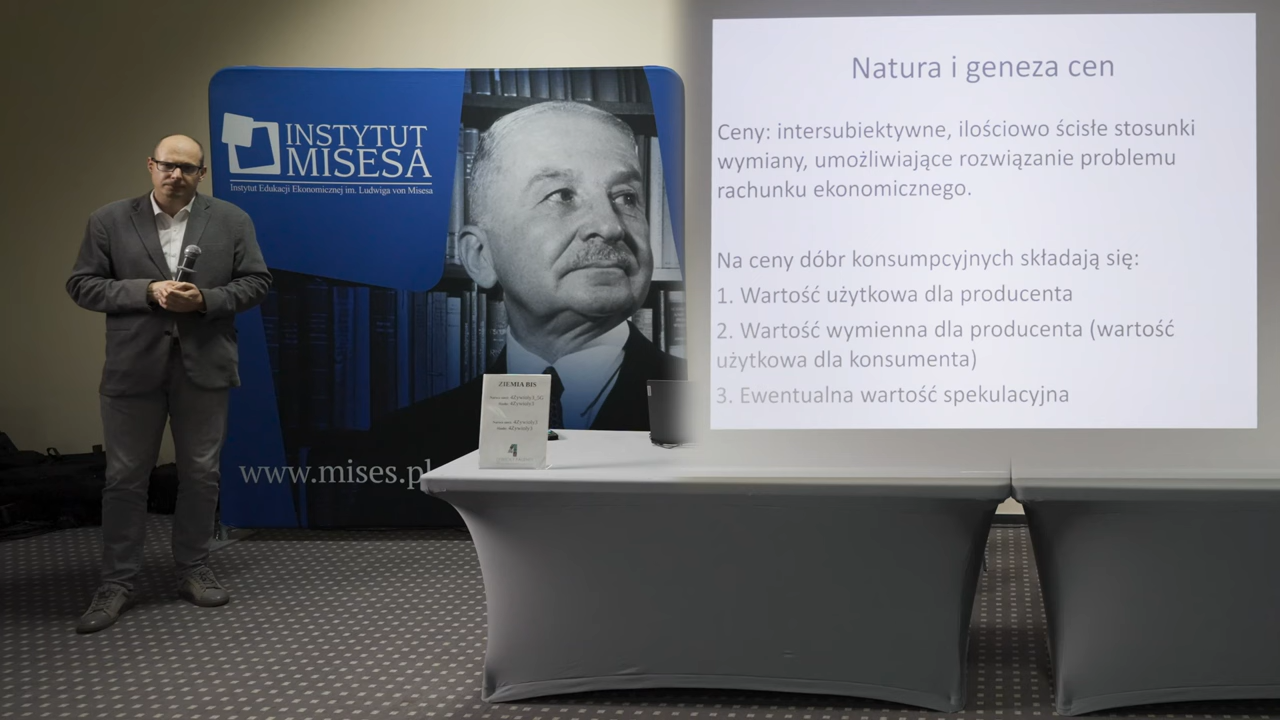 INSTYTUT
MISESA
Instytut Edukacji Ekonomicznej im. Ludwiga von Misesa
www.mises.pl
ZIEMIA BIS
Natura i geneza cen
Ceny: intersubiektywne, ilościowo ścisłe stosunki
wymiany, umożliwiające rozwiązanie problemu
rachunku ekonomicznego.
Na ceny dóbr konsumpcyjnych składają się:
1. Wartość użytkowa dla producenta
2. Wartość wymienna dla producenta (wartość
użytkowa dla konsumenta)
3. Ewentualna wartość spekulacyjna